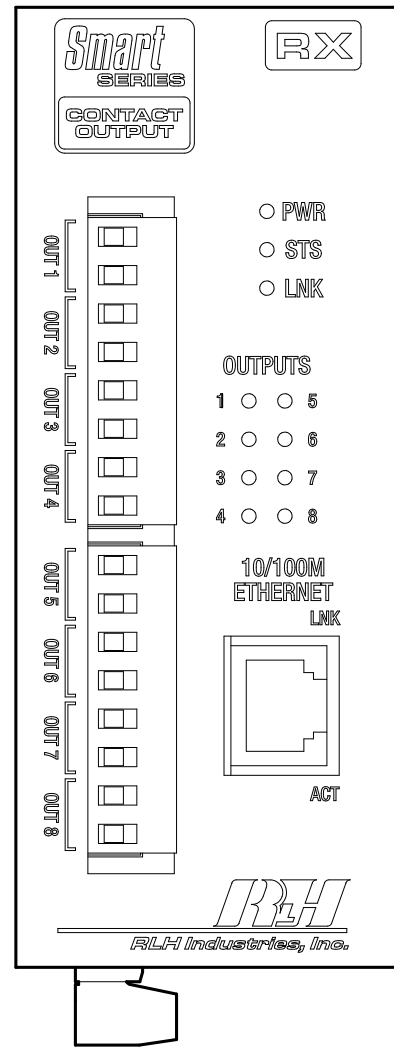 Smart
SERIES
CONTACT
OUTPUT
RX
PWR
STS
LNK
OUT 1
OUT 2
OUT 3
OUT 4
OUT 5
OUT 6
OUT 7
OUT 8
OUTPUTS
1 5
2 6
3 7
4 8
10/100M
ETHERNET
LNK
ACT
RLH
RLH Industries, Inc.